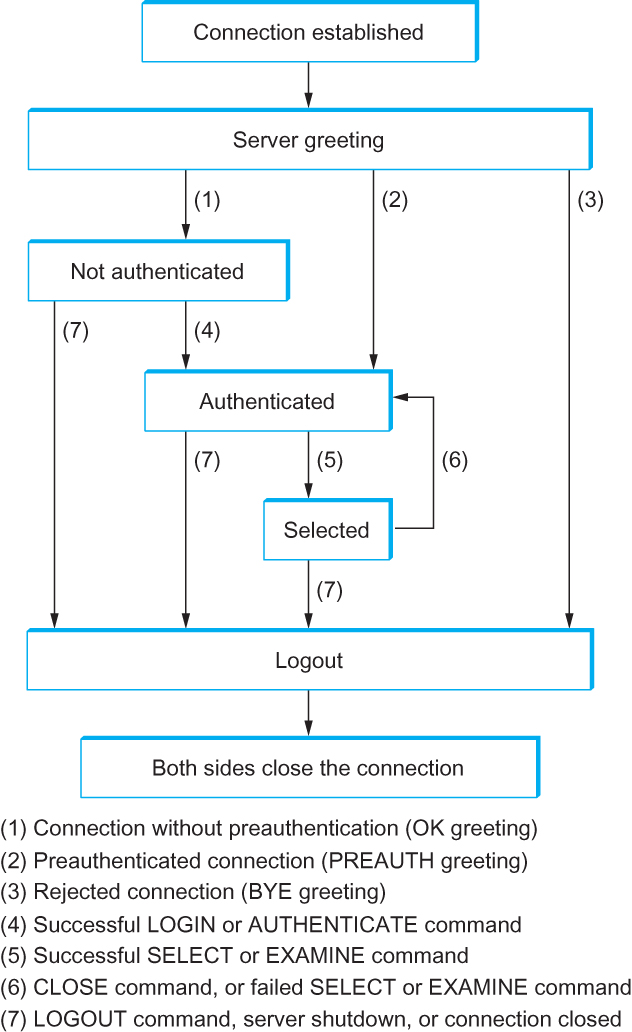 Connection established
Server greeting
(1)
(2)
(3)
Not authenticated
(7)
(4)
Authenticated
(7)
(5)
(6)
Selected
(7)
Logout
Both sides close the connection
(1) Connection without preauthentication (OK greeting)
(2) Preauthenticated connection (PREAUTH greeting)
(3) Rejected connection (BYE greeting)
(4) Successful LOGIN or AUTHENTICATE command
(5) Successful SELECT or EXAMINE command
(6) CLOSE command, or failed SELECT or EXAMINE command
(7) LOGOUT command, server shutdown, or connection closed